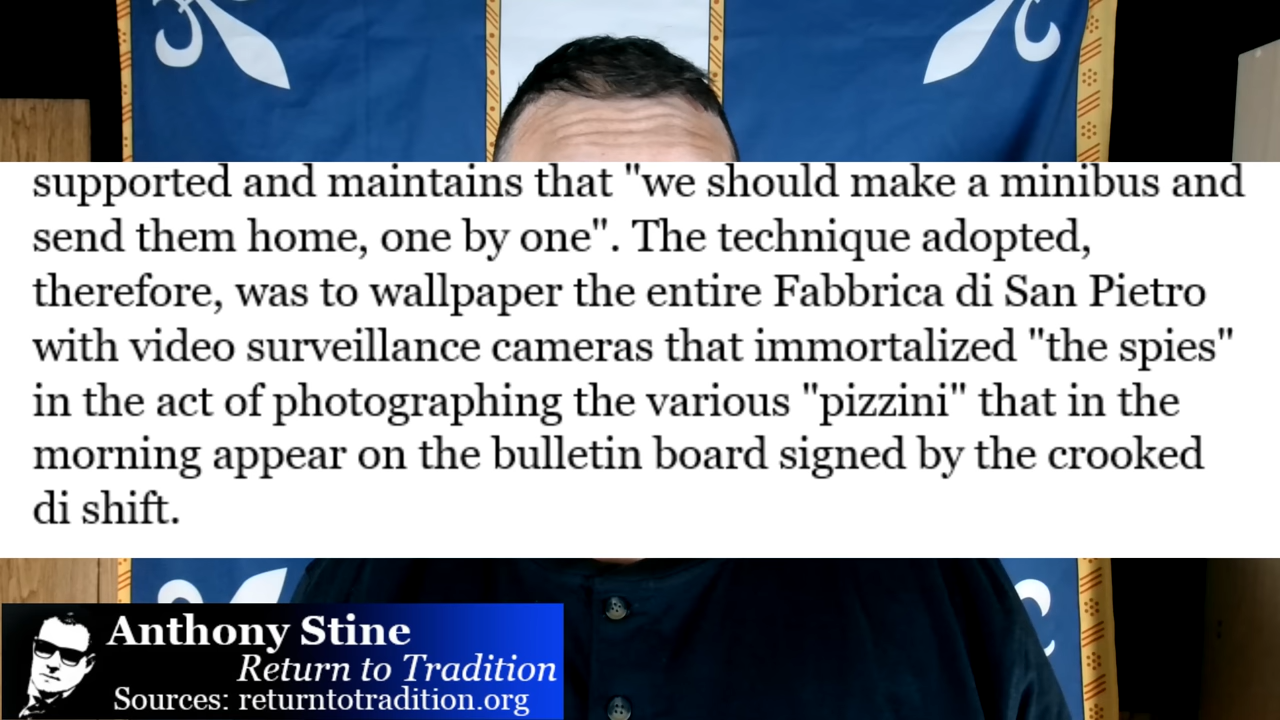 supported and maintains that "we should make a minibus and
send them home, one by one". The technique adopted,
therefore, was to wallpaper the entire Fabbrica di San Pietro
with video surveillance cameras that immortalized "the spies"
in the act of photographing the various "pizzini" that in the
morning appear on the bulletin board signed by the crooked
di shift.
Anthony Stine
Return to Tradition
Sources: returntotradition.org